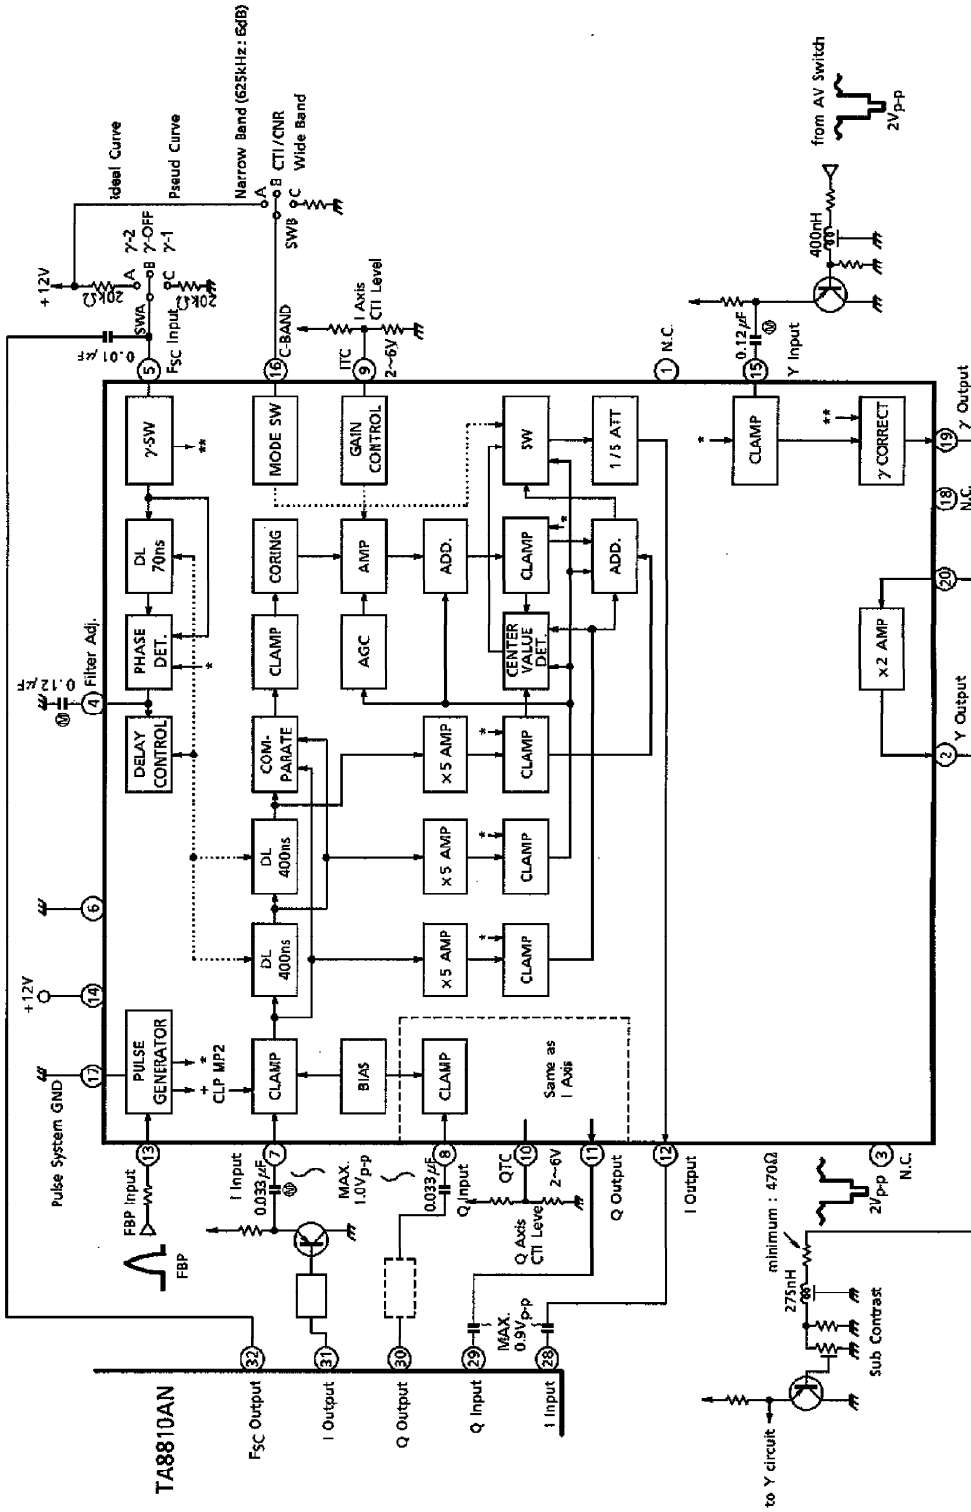 TA8810AN
FSC Output
32
I Output
31
Q Output
30
Q Input
29
I Input
28
MAX.
0.9Vp-p
FBP
FBP Input
13
Pulse System GND
17
+12V
14
6
0.12µF
M
4
Filter Adj.
0.01µF
5
FSC Input
SWA
+12V
20kΩ
20kΩ
A
B
C
γ-2
γ-OFF
γ-1
Ideal Curve
Pseud Curve
Narrow Band (625kHz : 6dB)
CTI/CNR
Wide Band
A
B
C
SWB
16
C-BAND
9
ITC
2~6V
I Axis
CTI Level
1
N.C.
15
Y Input
0.12µF
M
400nH
from AV Switch
2Vp-p
PULSE
GENERATOR
+
*
CLP MP2
DELAY
CONTROL
PHASE
DET.
*
DL
70ns
γ-SW
**
I Input
7
0.033µF
M
MAX.
1.0Vp-p
CLAMP
DL
400ns
DL
400ns
COM-
PARATE
CLAMP
CORING
MODE SW
BIAS
AGC
AMP
GAIN
CONTROL
Q Input
8
0.033µF
CLAMP
×5 AMP
×5 AMP
×5 AMP
ADD.
Same as
I Axis
QTC
10
2~6V
Q Axis
CTI Level
*
CLAMP
*
CLAMP
*
CLAMP
CENTER
VALUE
DET.
CLAMP
*
SW
ADD.
1/5 ATT
11
Q Output
12
I Output
*
CLAMP
**
γ CORRECT
×2 AMP
3
N.C.
2
Y Output
20
18
N.C.
19
γ Output
2Vp-p
minimum : 470Ω
275nH
Sub Contrast
to Y circuit